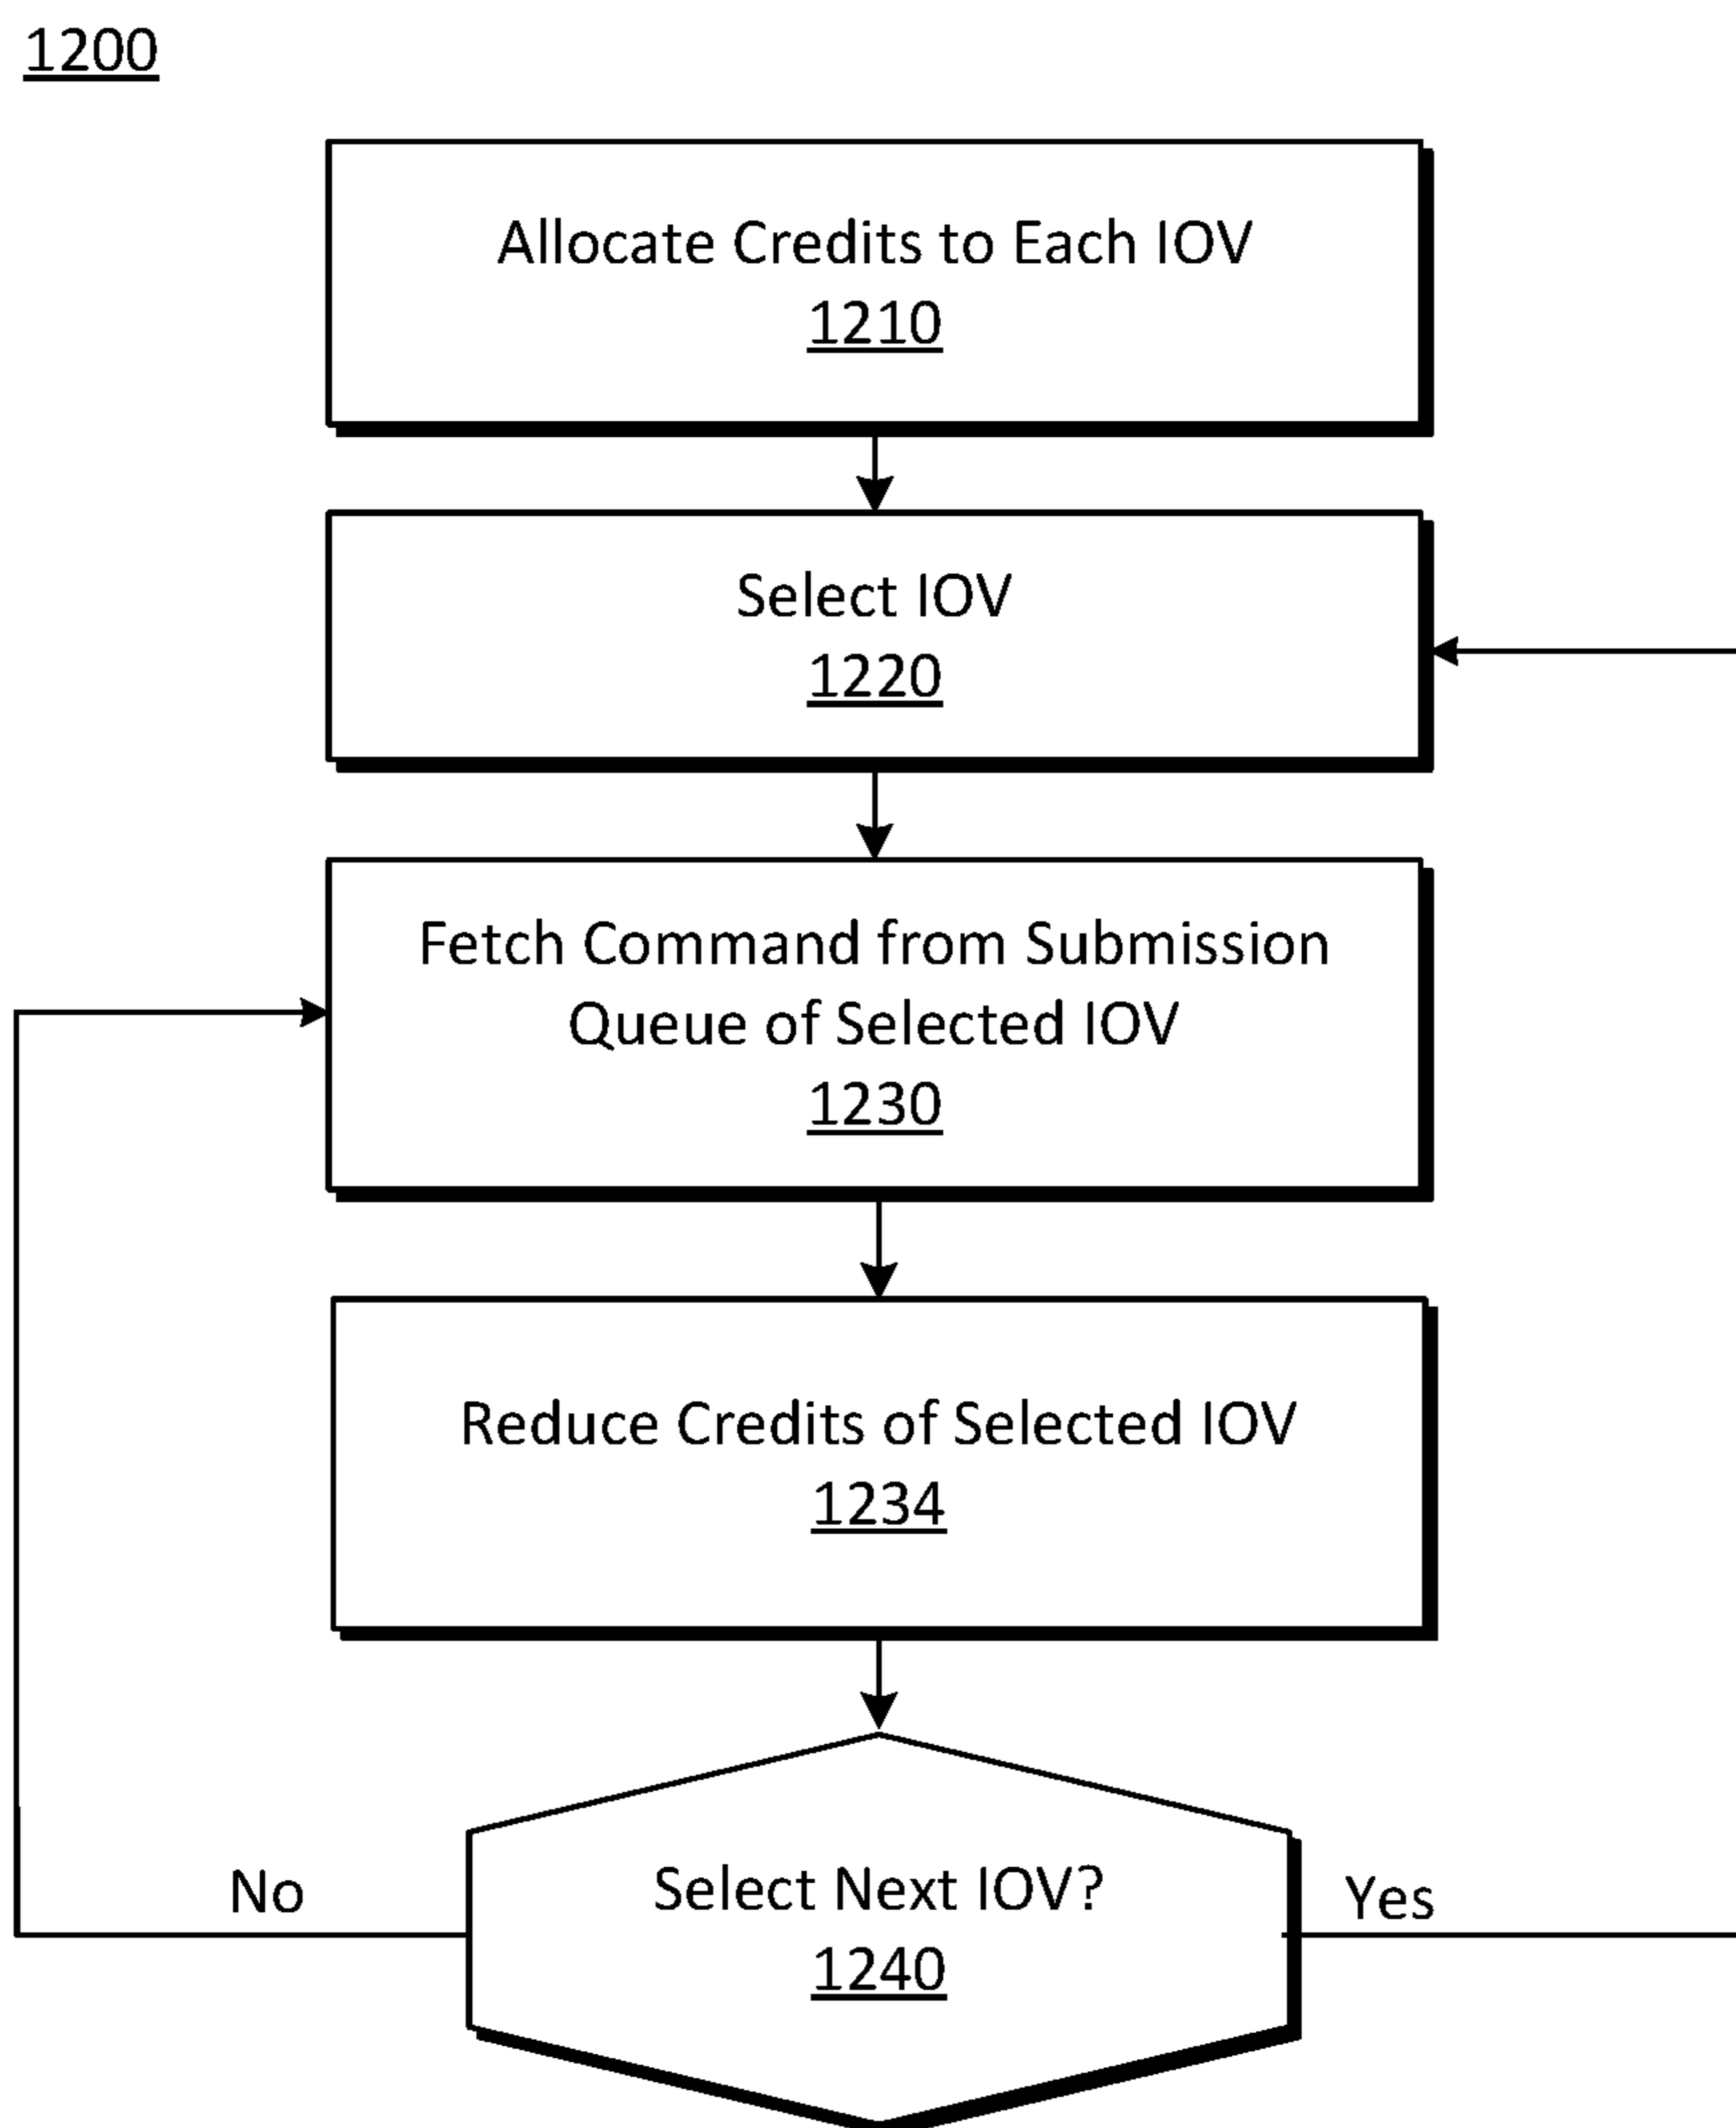 1200
Allocate Credits to Each IOV
1210
Select IOV
1220
Fetch Command from Submission
Queue of Selected IOV
1230
Reduce Credits of Selected IOV
1234
Select Next IOV?
1240
No
Yes